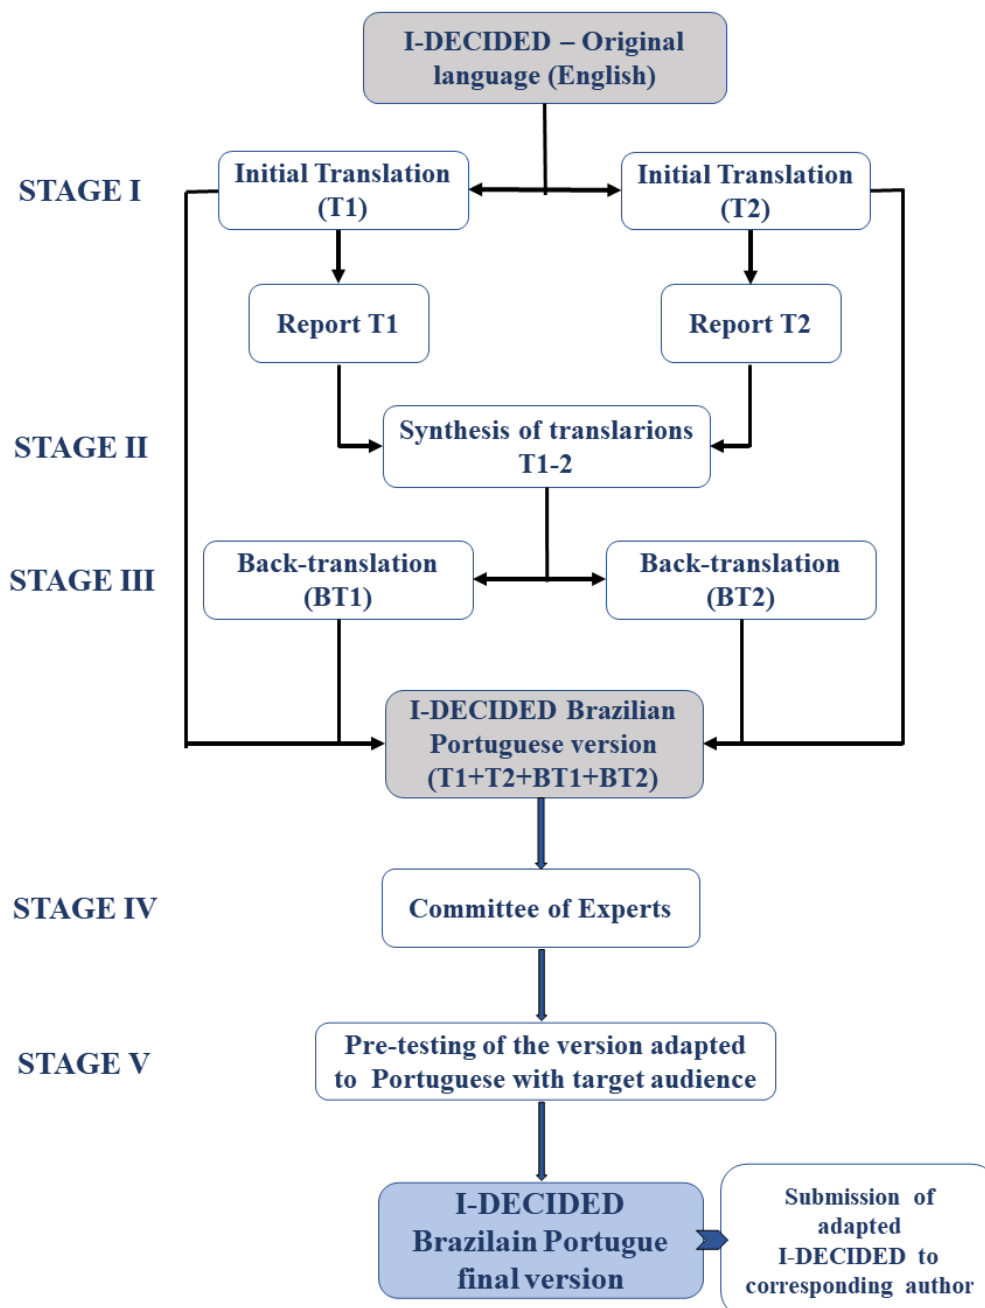 I-DECIDED – Original
language (English)
STAGE I
Initial Translation
(T1)
Initial Translation
(T2)
Report T1
Report T2
STAGE II
Synthesis of translarions
T1-2
STAGE III
Back-translation
(BT1)
Back-translation
(BT2)
I-DECIDED Brazilian
Portuguese version
(T1+T2+BT1+BT2)
STAGE IV
Committee of Experts
STAGE V
Pre-testing of the version adapted
to Portuguese with target audience
I-DECIDED
Brazilain Portugue
final version
Submission of
adapted
I-DECIDED to
corresponding author